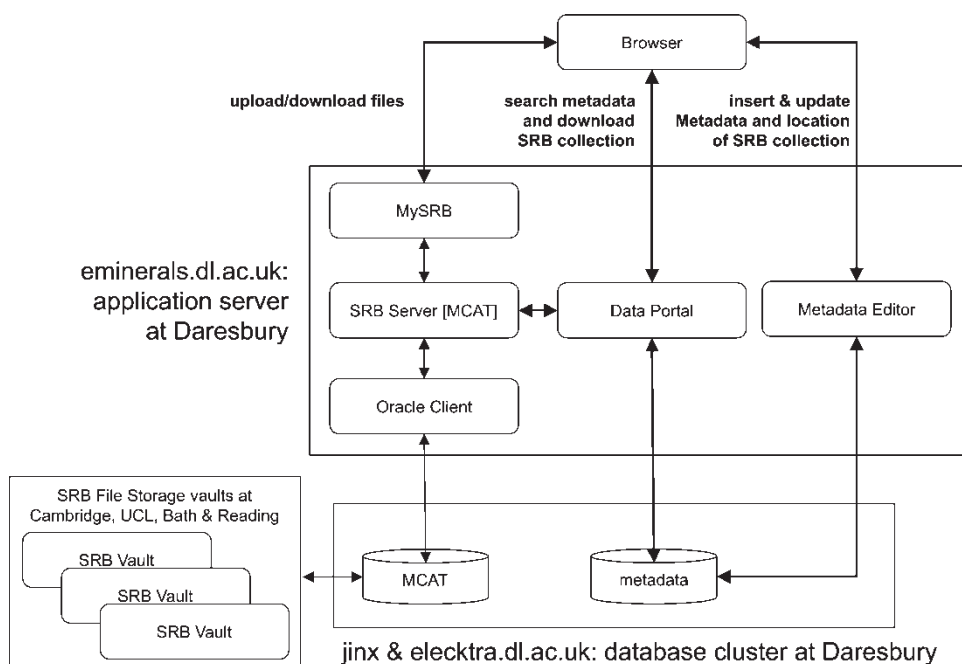 Browser
upload/download files
search metadata
and download
SRB collection
insert & update
Metadata and location
of SRB collection
MySRB
eminerals.dl.ac.uk:
application server
at Daresbury
SRB Server [MCAT]
Data Portal
Metadata Editor
Oracle Client
SRB File Storage vaults at
Cambridge, UCL, Bath & Reading
SRB Vault
SRB Vault
SRB Vault
MCAT
metadata
jinx & elecktra.dl.ac.uk: database cluster at Daresbury